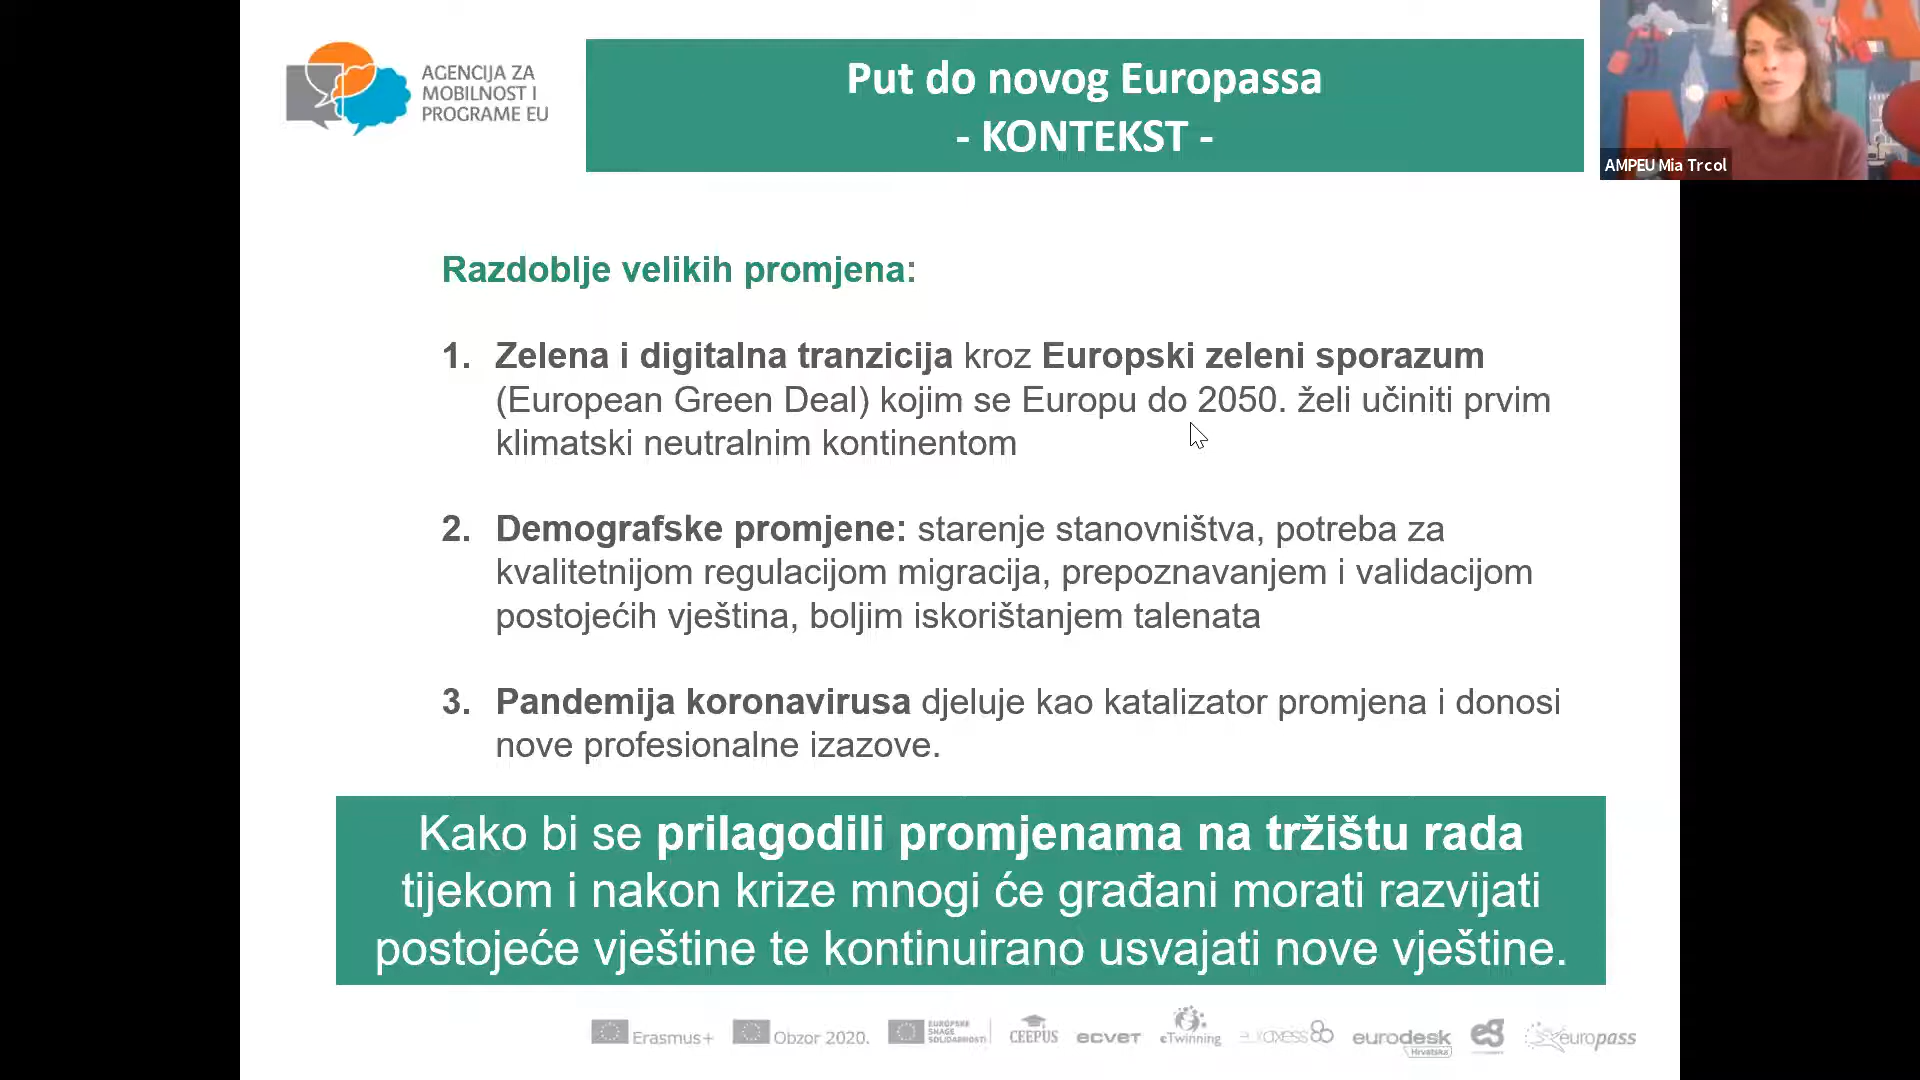 AGENCIJA ZA
MOBILNOST I
PROGRAME EU
Put do novog Europassa
- KONTEKST -
AMPEU Mia Trcol
Razdoblje velikih promjena:
1. Zelena i digitalna tranzicija kroz Europski zeleni sporazum
(European Green Deal) kojim se Europu do 2050. želi učiniti prvim
klimatski neutralnim kontinentom
2. Demografske promjene: starenje stanovništva, potreba za
kvalitetnijom regulacijom migracija, prepoznavanjem i validacijom
postojećih vještina, boljim iskorištanjem talenata
3. Pandemija koronavirusa djeluje kao katalizator promjena i donosi
nove profesionalne izazove.
Kako bi se prilagodili promjenama na tržištu rada
tijekom i nakon krize mnogi će građani morati razvijati
postojeće vještine te kontinuirano usvajati nove vještine.
Erasmus+
Obzor 2020.
EUROPSKE
SNAGE
SOLIDARNOSTI
CEEPUS
ecvet
eTwinning
euraxess
eurodesk
Hrvatska
europass